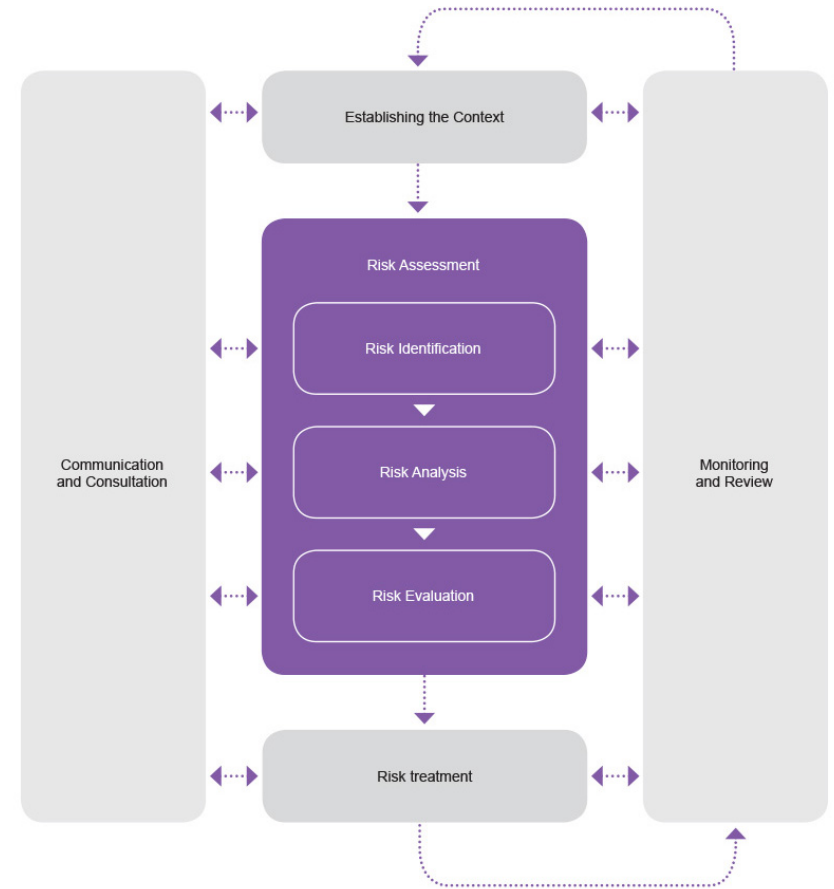 Establishing the Context
Risk Assessment
Risk Identification
Communication
and Consultation
Risk Analysis
Monitoring
and Review
Risk Evaluation
Risk treatment